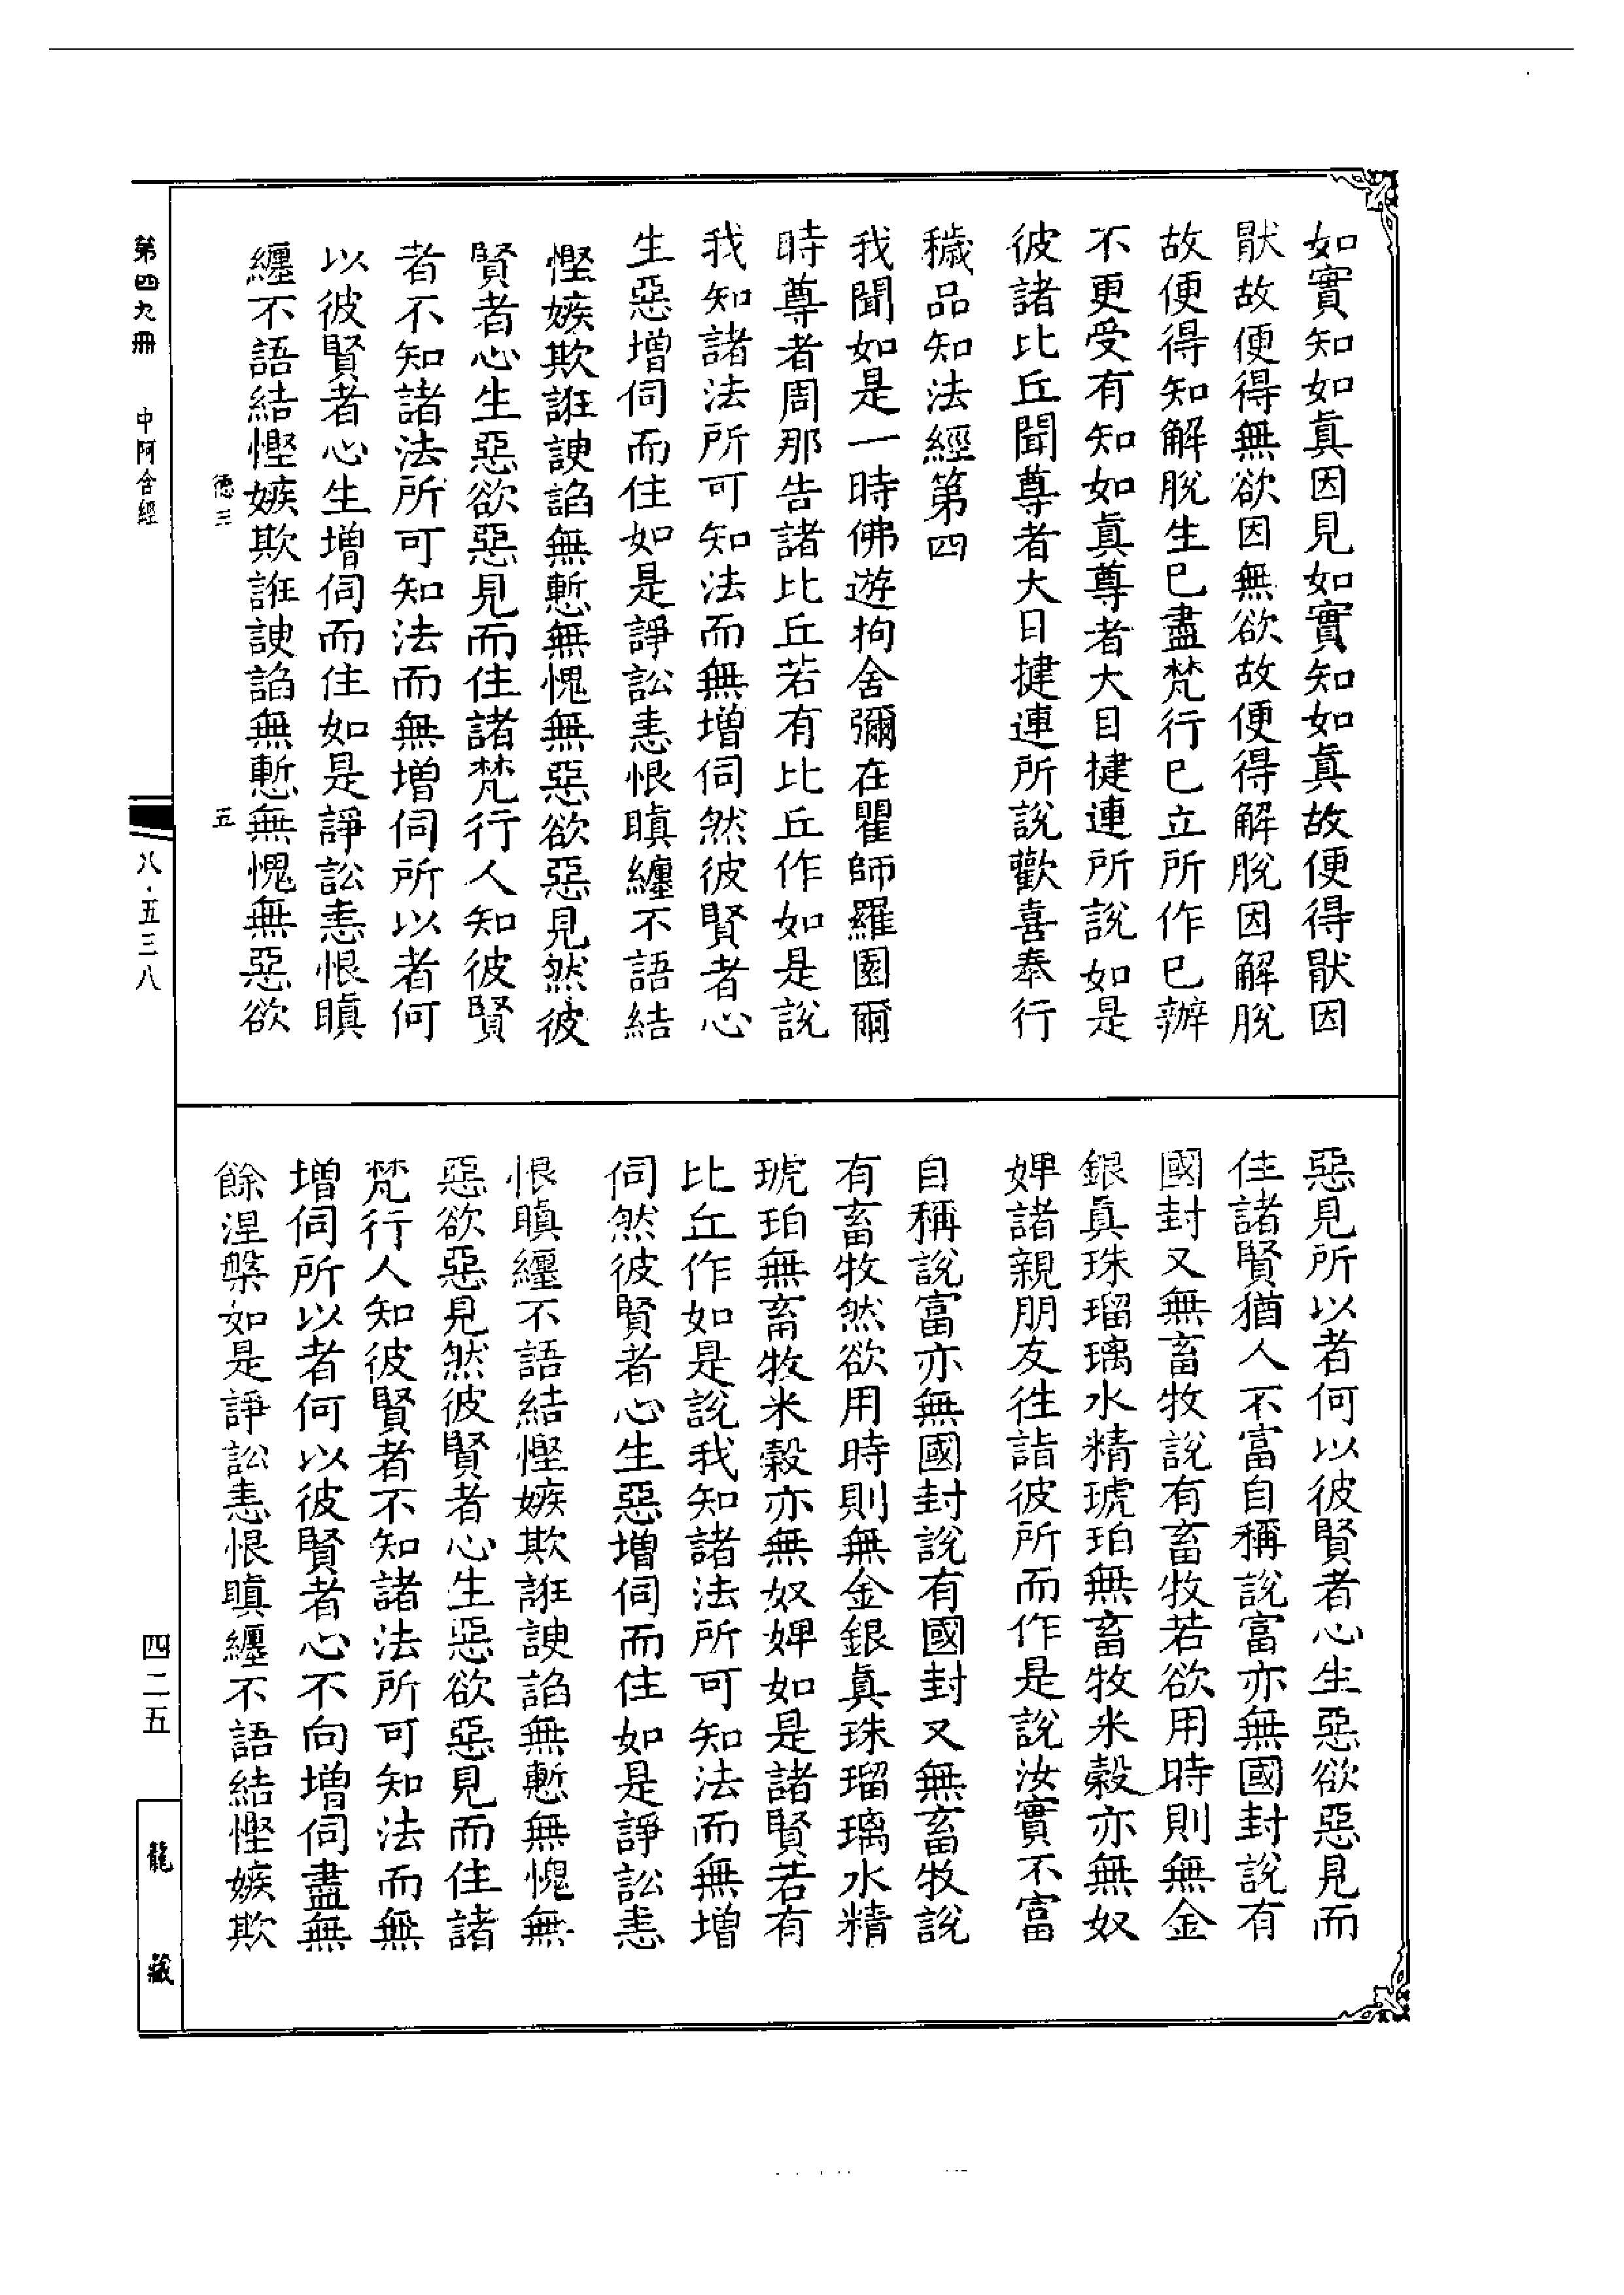 如實知如真因見如實知如真故便得猒因
猒故便得無欲因無欲故便得解脫因解脫
故便得知解脫生已盡梵行已立所作已辦
不更受有知如真尊者大目揵連所說如是
彼諸比丘聞尊者大目揵連所說歡喜奉行
穢品知法經第四
我聞如是一時佛遊拘舍彌在瞿師羅園爾
時尊者周那告諸比丘若有比丘作如是說
我知諸法所可知法而無增伺然彼賢者心
生惡增伺而住如是諍訟恚恨瞋纏不語結
慳嫉欺誑諛諂無慙無愧無惡欲惡見然彼
賢者心生惡欲惡見而住諸梵行人知彼賢
者不知諸法所可知法而無增伺所以者何
以彼賢者心生增伺而住如是諍訟恚恨瞋
纏不語結慳嫉欺誑諛諂無慙無愧無惡欲
德三 五
惡見所以者何以彼賢者心生惡欲惡見而
住諸賢猶人不富自稱說富亦無國封說有
國封又無畜牧說有畜牧若欲用時則無金
銀真珠瑠璃水精琥珀無畜牧米穀亦無奴
婢諸親朋友往詣彼所而作是說汝實不富
自稱說富亦無國封說有國封又無畜牧說
有畜牧然欲用時則無金銀真珠瑠璃水精
琥珀無畜牧米穀亦無奴婢如是諸賢若有
比丘作如是說我知諸法所可知法而無增
伺然彼賢者心生惡增伺而住如是諍訟恚
恨瞋纏不語結慳嫉欺誑諛諂無慙無愧無
惡欲惡見然彼賢者心生惡欲惡見而住諸
梵行人知彼賢者不知諸法所可知法而無
增伺所以者何以彼賢者心不向增伺盡無
餘涅槃如是諍訟恚恨瞋纏不語結慳嫉欺
第四九冊 中阿含經
八·五三八
四二五
龍藏